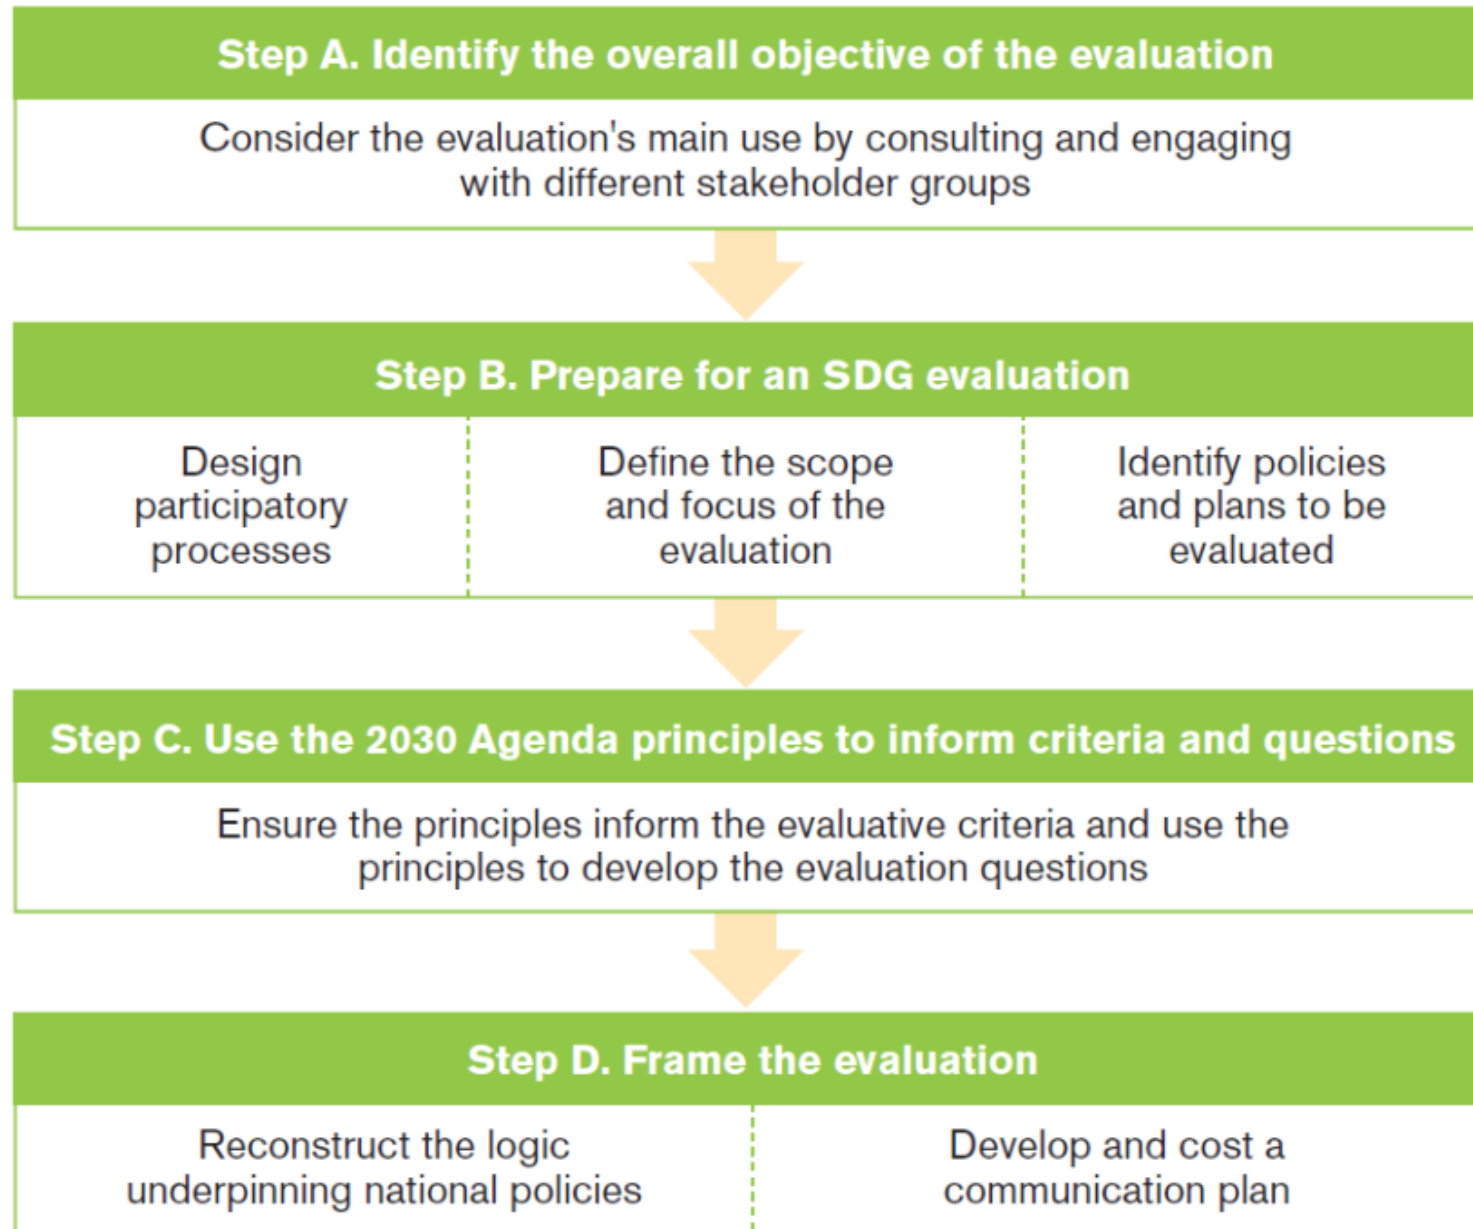 Step A. Identify the overall objective of the evaluation
Consider the evaluation's main use by consulting and engaging
with different stakeholder groups
Step B. Prepare for an SDG evaluation
Design
participatory
processes
Define the scope
and focus of the
evaluation
Identify policies
and plans to be
evaluated
Step C. Use the 2030 Agenda principles to inform criteria and questions
Ensure the principles inform the evaluative criteria and use the
principles to develop the evaluation questions
Step D. Frame the evaluation
Reconstruct the logic
underpinning national policies
Develop and cost a
communication plan